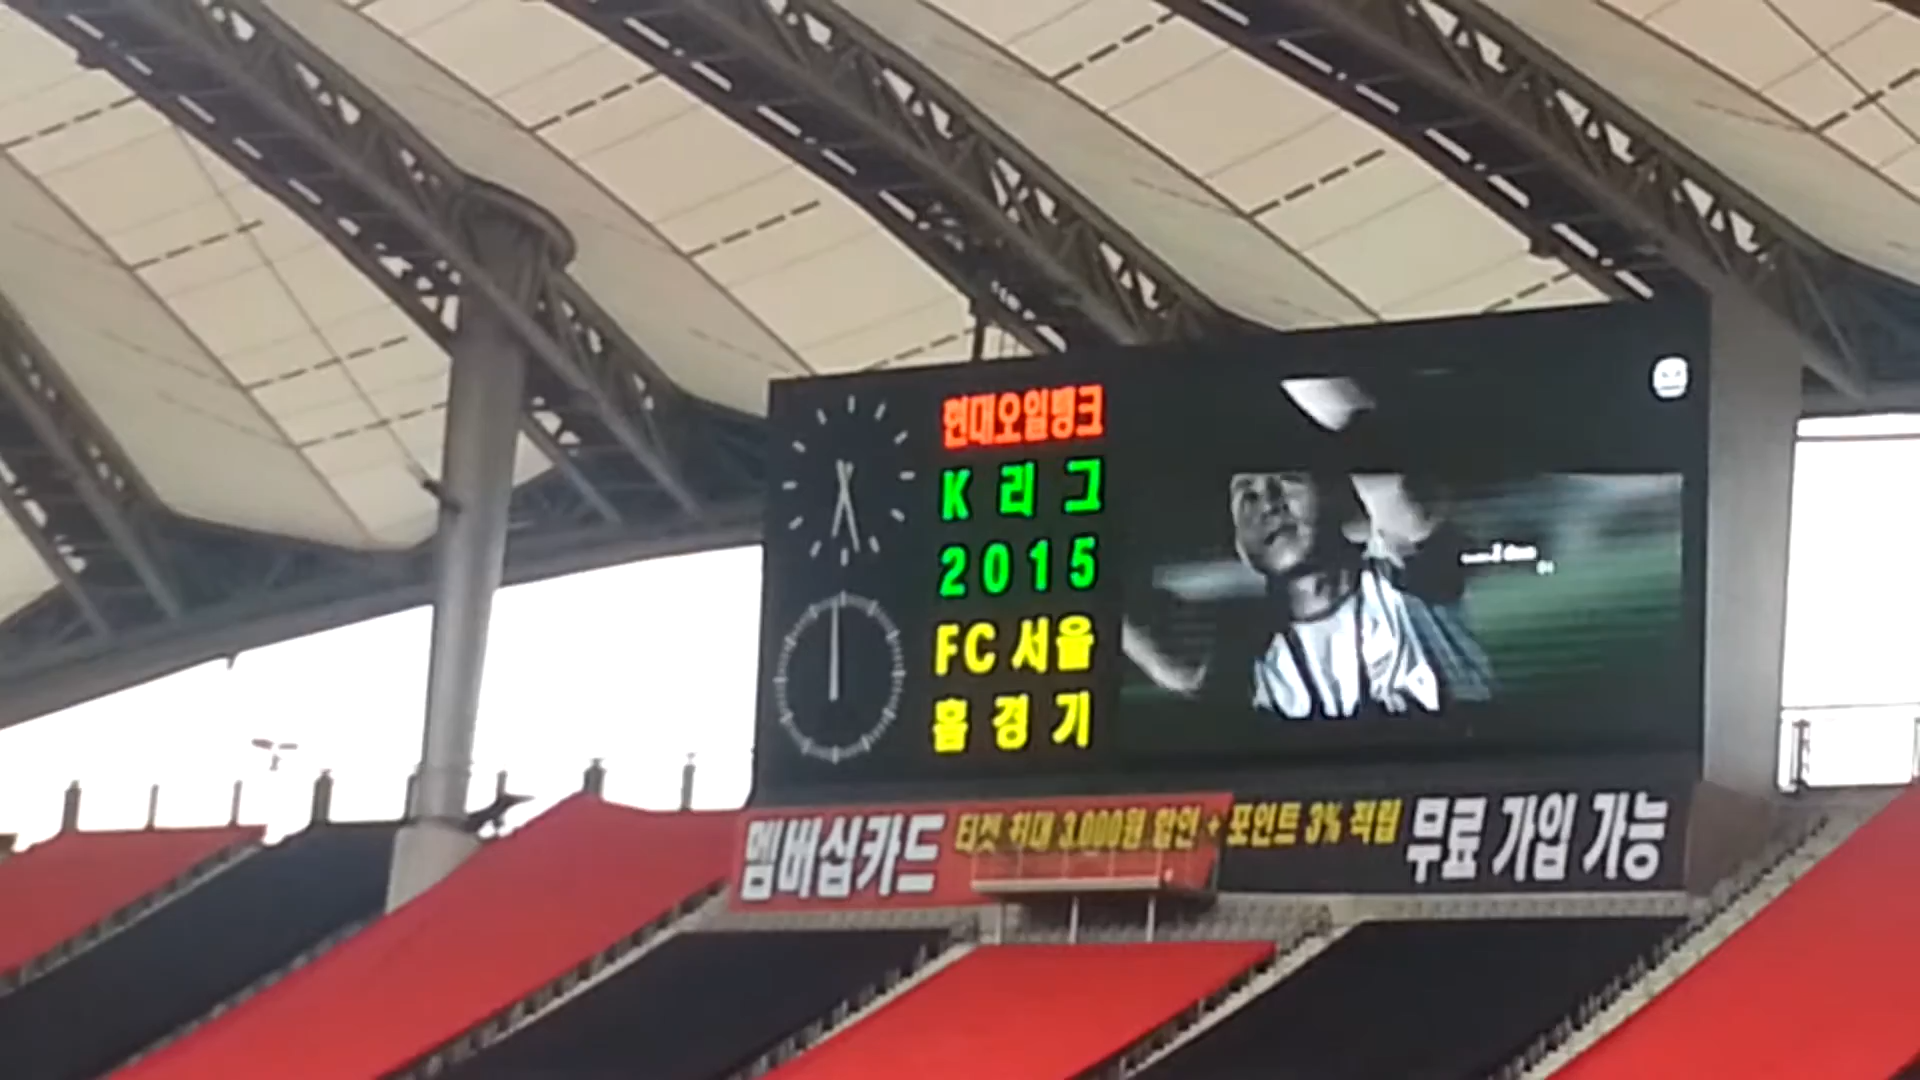 현대오일뱅크
K 리 그
2015
FC 서울
홈 경 기
멤버십카드 티켓 최대 3,000원 할인 + 포인트 3% 적립 무료 가입 가능